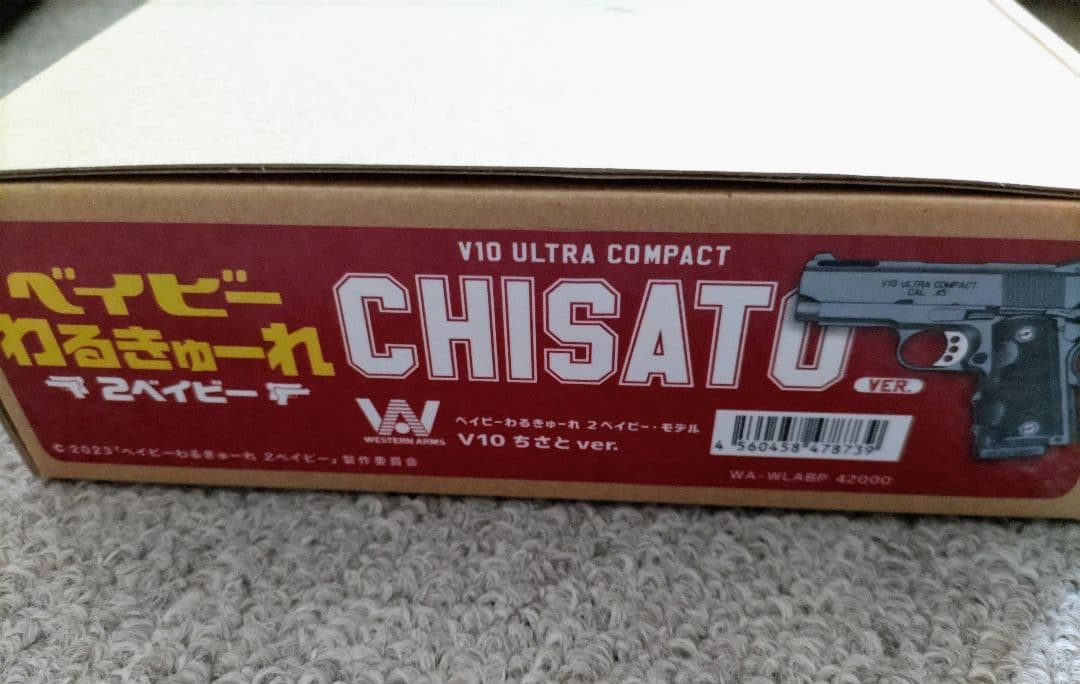 V10 ULTRA COMPACT
CHISATO
VER.
ベイビー
わるきゅーれ
2ベイビー
WESTERN ARMS
ベイビーわるきゅーれ 2ベイビー・モデル
V10 ちさと ver.
4 560458 478739
WA-WLABP 42000
© 2023「ベイビーわるきゅーれ 2ベイビー」製作委員会
V10 ULTRA COMPACT
CAL .45